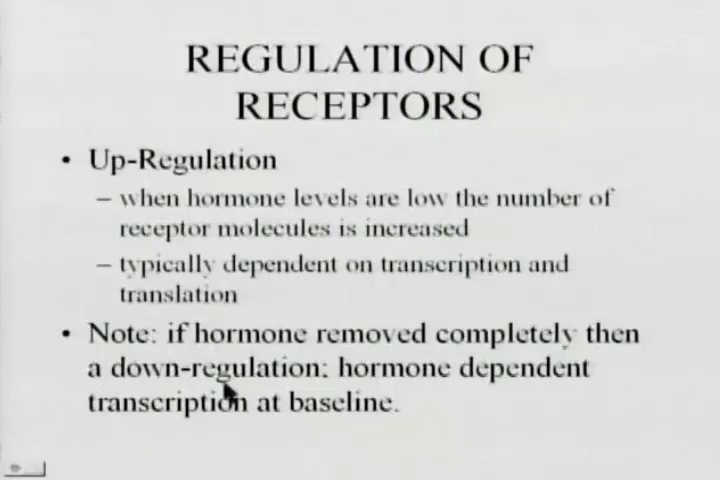 REGULATION OF
RECEPTORS
• Up-Regulation
– when hormone levels are low the number of
receptor molecules is increased
– typically dependent on transcription and
translation
• Note: if hormone removed completely then
a down-regulation: hormone dependent
transcription at baseline.